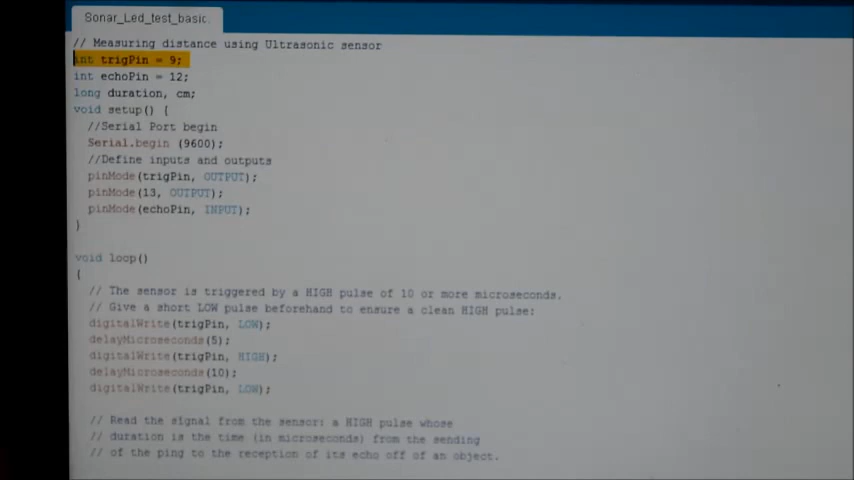 Sonar_Led_test_basic.
// Measuring distance using Ultrasonic sensor
int trigPin = 9;
int echoPin = 12;
long duration, cm;
void setup() {
//Serial Port begin
Serial.begin (9600);
//Define inputs and outputs
pinMode(trigPin, OUTPUT);
pinMode(13, OUTPUT);
pinMode(echoPin, INPUT);
}
void loop()
{
// The sensor is triggered by a HIGH pulse of 10 or more microseconds.
// Give a short LOW pulse beforehand to ensure a clean HIGH pulse:
digitalWrite(trigPin, LOW);
delayMicroseconds(5);
digitalWrite(trigPin, HIGH);
delayMicroseconds(10);
digitalWrite(trigPin, LOW);
// Read the signal from the sensor: a HIGH pulse whose
// duration is the time (in microseconds) from the sending
// of the ping to the reception of its echo off of an object.